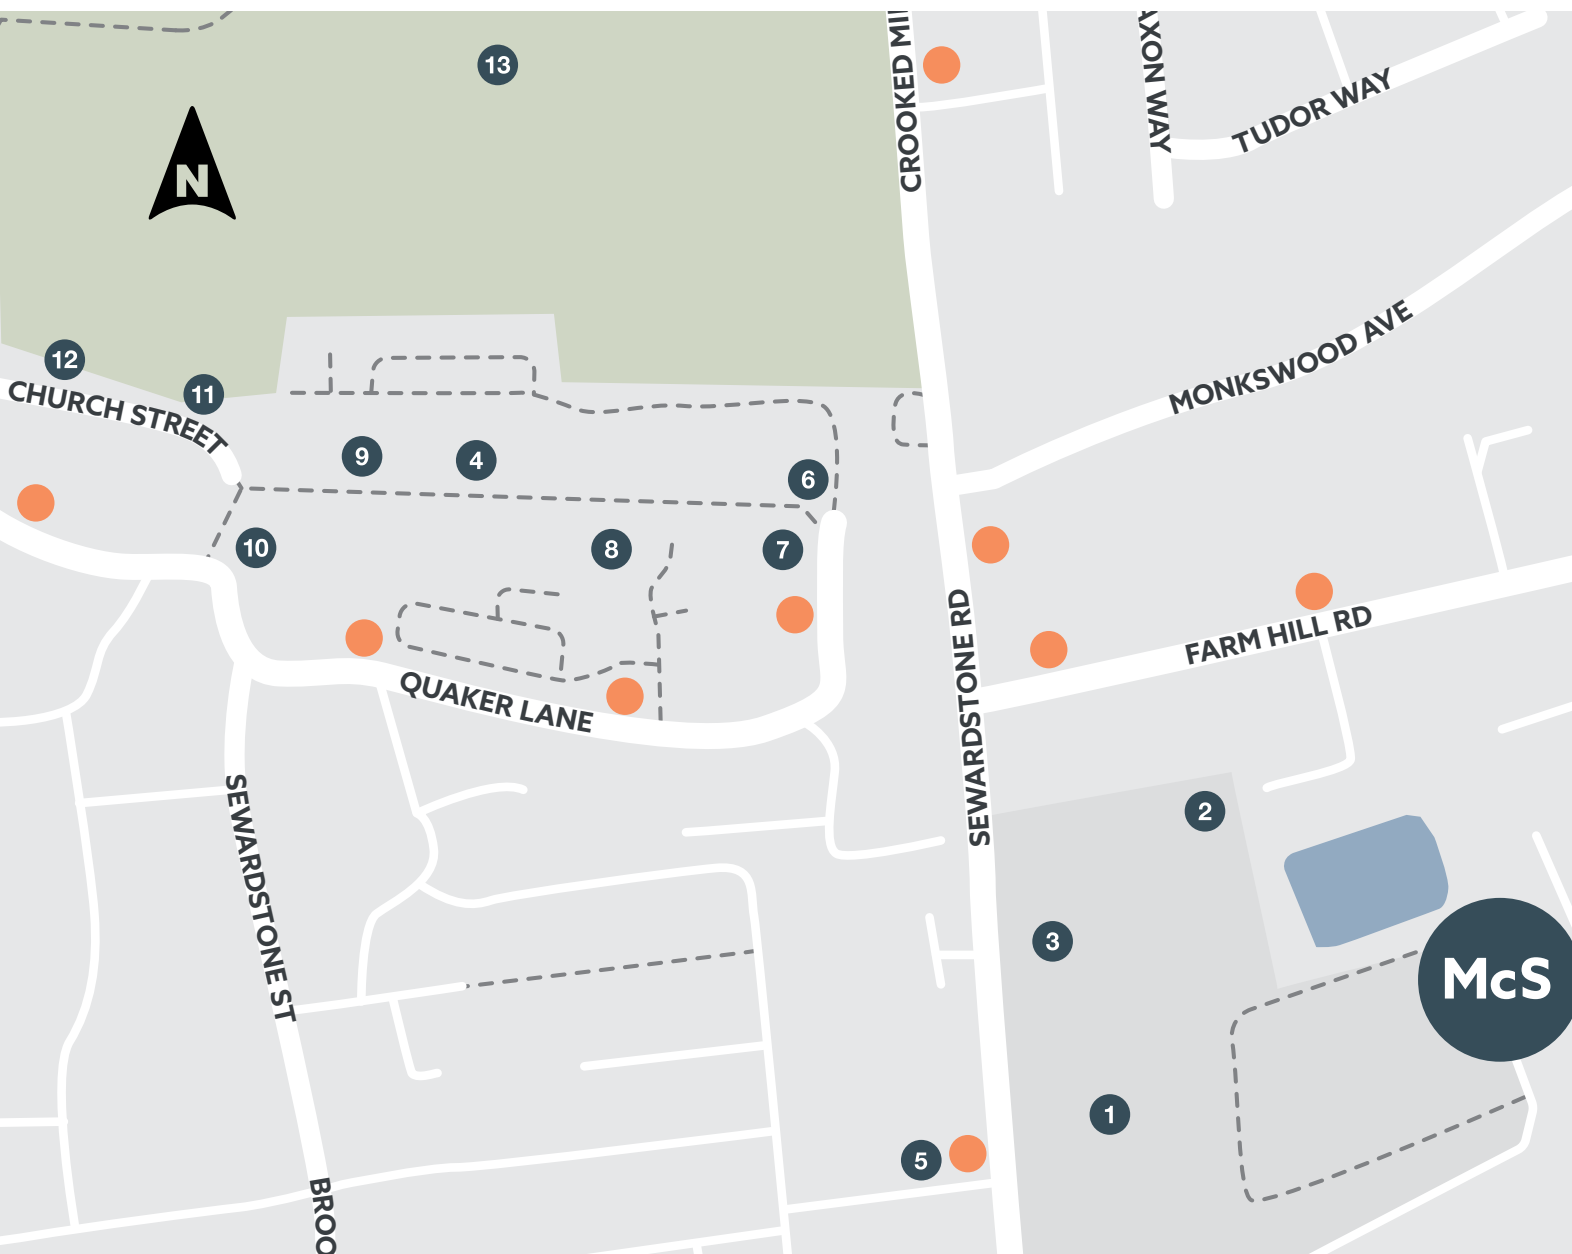 13
CROOKED MI
AXON WAY
TUDOR WAY
N
12
11
CHURCH STREET
MONKSWOOD AVE
9
4
6
10
8
7
FARM HILL RD
SEWARDSTONE RD
QUAKER LANE
SEWARDSTONE ST
2
3
McS
1
5
BROO